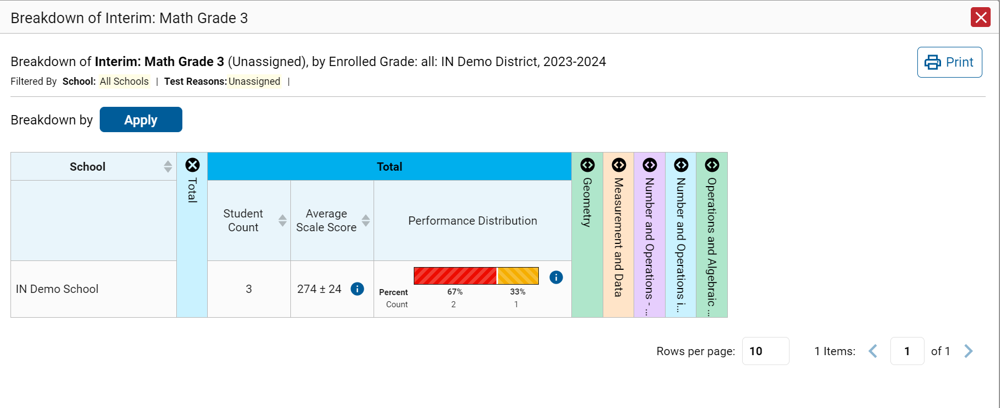 Breakdown of Interim: Math Grade 3
Breakdown of Interim: Math Grade 3 (Unassigned), by Enrolled Grade: all: IN Demo District, 2023-2024
Print
Filtered By School: All Schools | Test Reasons: Unassigned |
Breakdown by Apply
School
Total
Total
Student Count
Average Scale Score
Performance Distribution
Geometry
Measurement and Data
Number and Operations - ...
Number and Operations i...
Operations and Algebraic ...
IN Demo School
3
274 ± 24
Percent 67% 33%
Count 2 1
Rows per page: 10 1 Items: 1 of 1